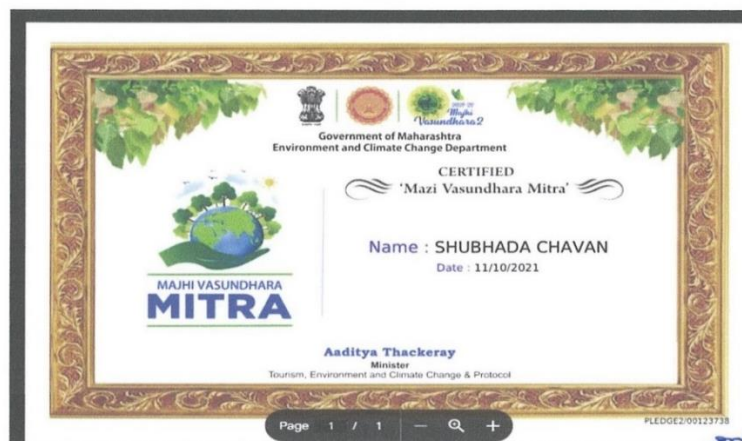 Majhi
Vasundhara2
Government of Maharashtra
Environment and Climate Change Department
CERTIFIED
'Mazi Vasundhara Mitra'
Name : SHUBHADA CHAVAN
Date : 11/10/2021
MAJHI VASUNDHARA
MITRA
Aaditya Thackeray
Minister
Tourism, Environment and Climate Change & Protocol
Page 1 / 1 — +
PLEDGE2/00123738